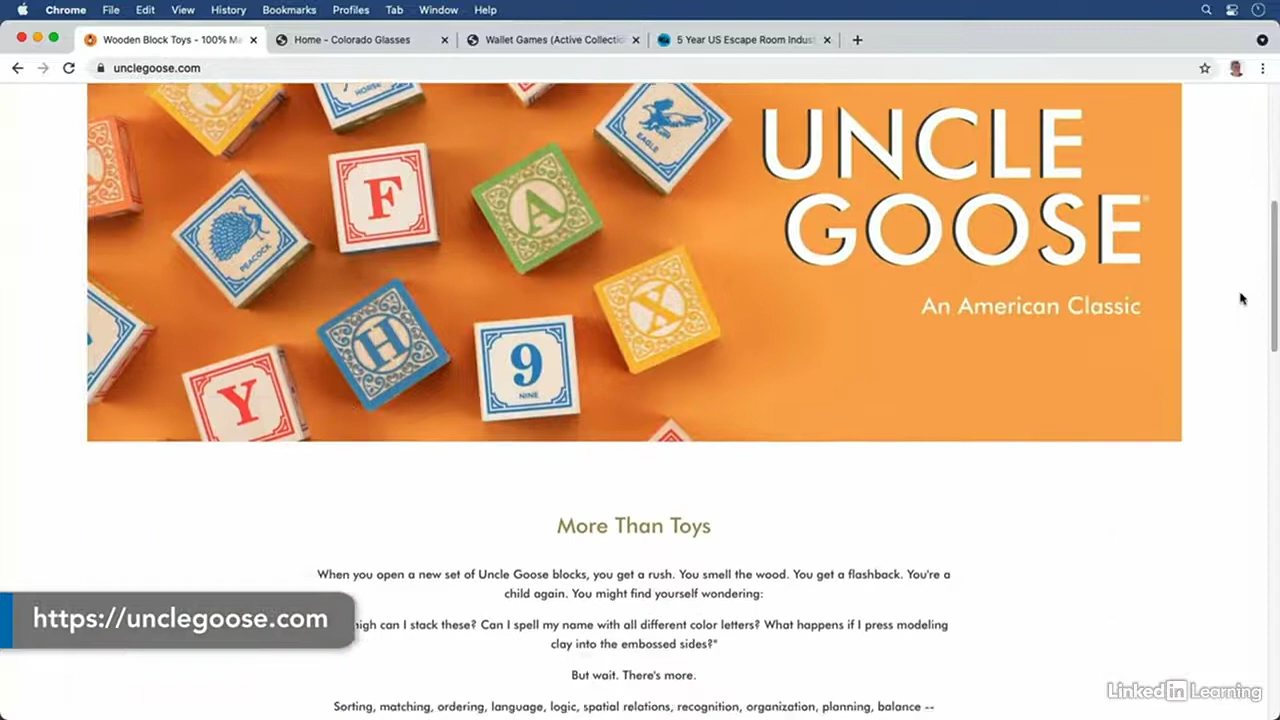 Chrome File Edit View History Bookmarks Profiles Tab Window Help
Wooden Block Toys - 100% Ma
Home - Colorado Glasses
Wallet Games (Active Collectio
5 Year US Escape Room Indus
unclegoose.com
HORSE
EAGLE
F
A
PEACOCK
X
H
9
NINE
Y
UNCLE
GOOSE
An American Classic
More Than Toys
When you open a new set of Uncle Goose blocks, you get a rush. You smell the wood. You get a flashback. You're a
child again. You might find yourself wondering:
https://unclegoose.com
high can I stack these? Can I spell my name with all different color letters? What happens if I press modeling
clay into the embossed sides?"
But wait. There's more.
Sorting, matching, ordering, language, logic, spatial relations, recognition, organization, planning, balance --
LinkedIn Learning